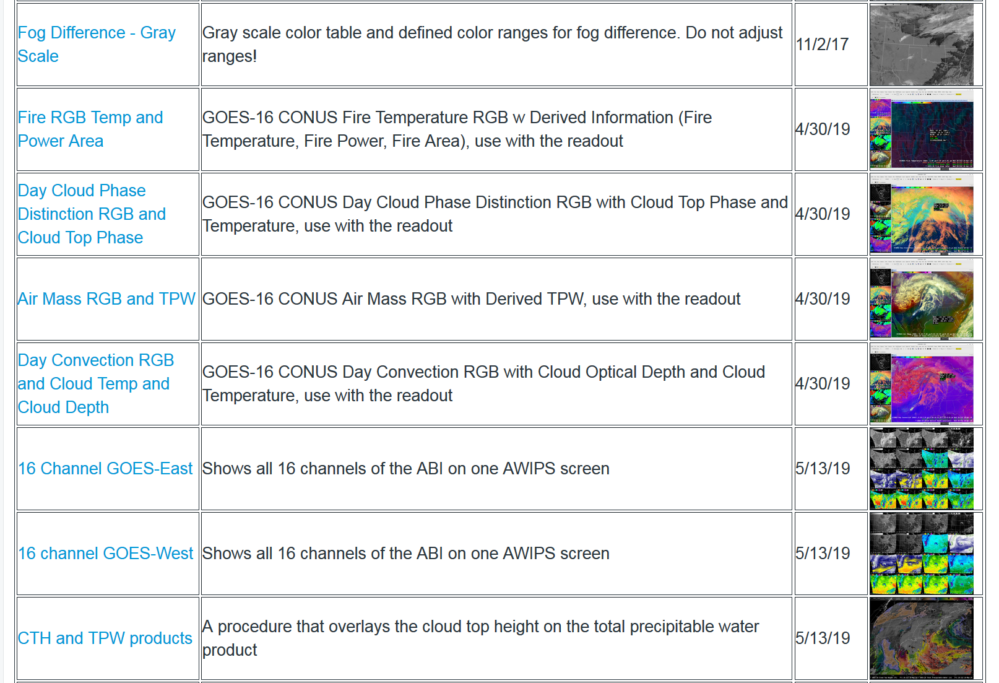 Fog Difference - Gray
Scale
Gray scale color table and defined color ranges for fog difference. Do not adjust
ranges!
11/2/17
Fire RGB Temp and
Power Area
GOES-16 CONUS Fire Temperature RGB w Derived Information (Fire
Temperature, Fire Power, Fire Area), use with the readout
4/30/19
Day Cloud Phase
Distinction RGB and
Cloud Top Phase
GOES-16 CONUS Day Cloud Phase Distinction RGB with Cloud Top Phase and
Temperature, use with the readout
4/30/19
Air Mass RGB and TPW
GOES-16 CONUS Air Mass RGB with Derived TPW, use with the readout
4/30/19
Day Convection RGB
and Cloud Temp and
Cloud Depth
GOES-16 CONUS Day Convection RGB with Cloud Optical Depth and Cloud
Temperature, use with the readout
4/30/19
16 Channel GOES-East
Shows all 16 channels of the ABI on one AWIPS screen
5/13/19
16 channel GOES-West
Shows all 16 channels of the ABI on one AWIPS screen
5/13/19
CTH and TPW products
A procedure that overlays the cloud top height on the total precipitable water
product
5/13/19